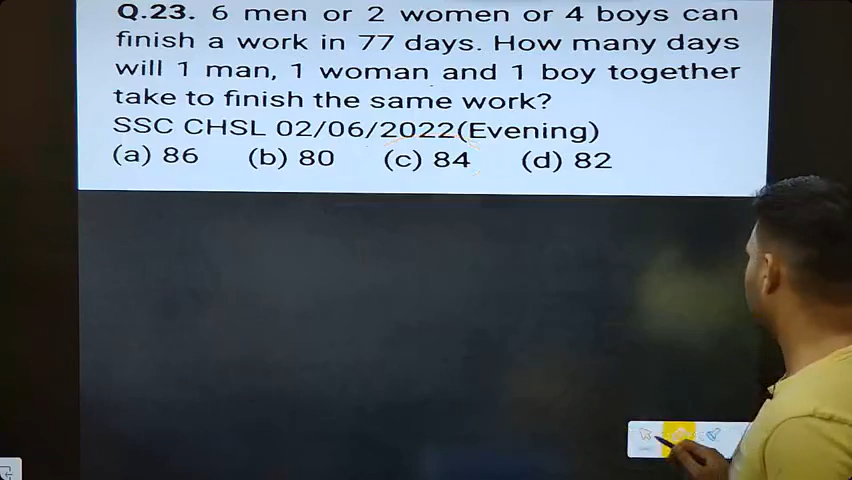 Q.23. 6 men or 2 women or 4 boys can
finish a work in 77 days. How many days
will 1 man, 1 woman and 1 boy together
take to finish the same work?
SSC CHSL 02/06/2022(Evening)
(a) 86 (b) 80 (c) 84 (d) 82